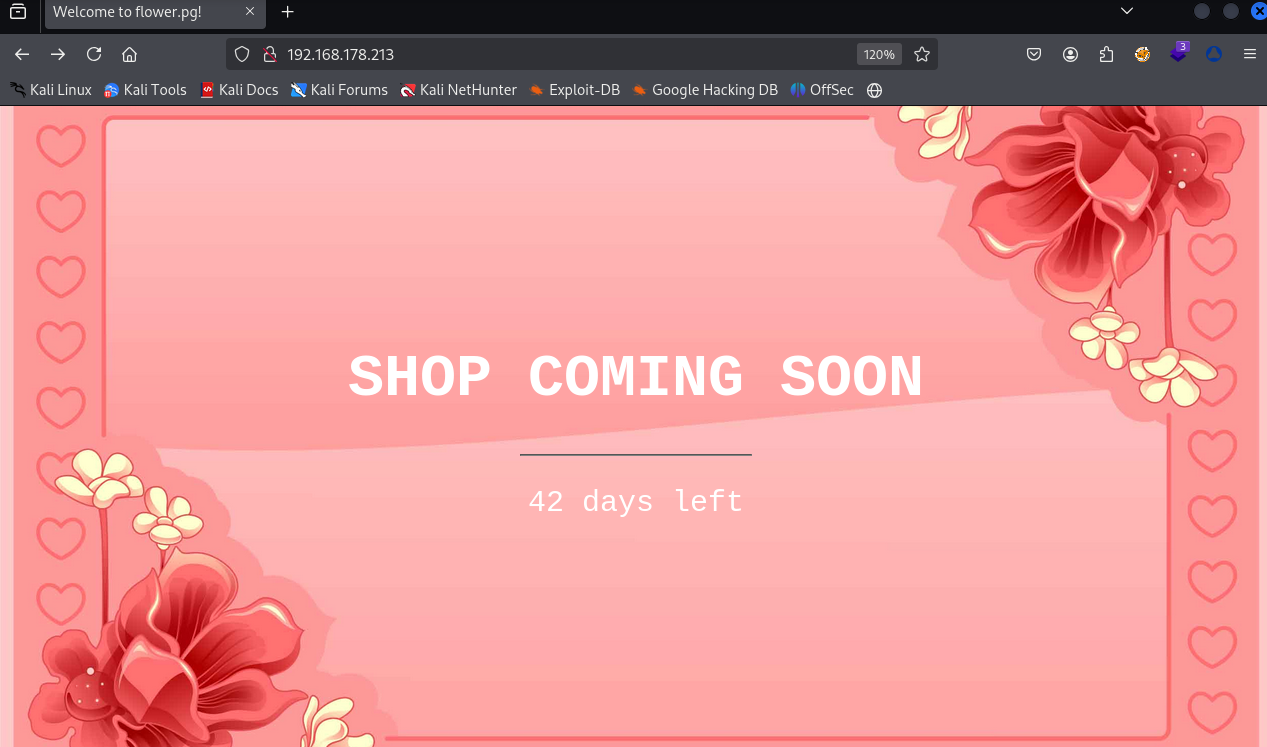 Welcome to flower.pg!
192.168.178.213
120%
3
Kali Linux Kali Tools Kali Docs Kali Forums Kali NetHunter Exploit-DB Google Hacking DB OffSec
SHOP COMING SOON
42 days left